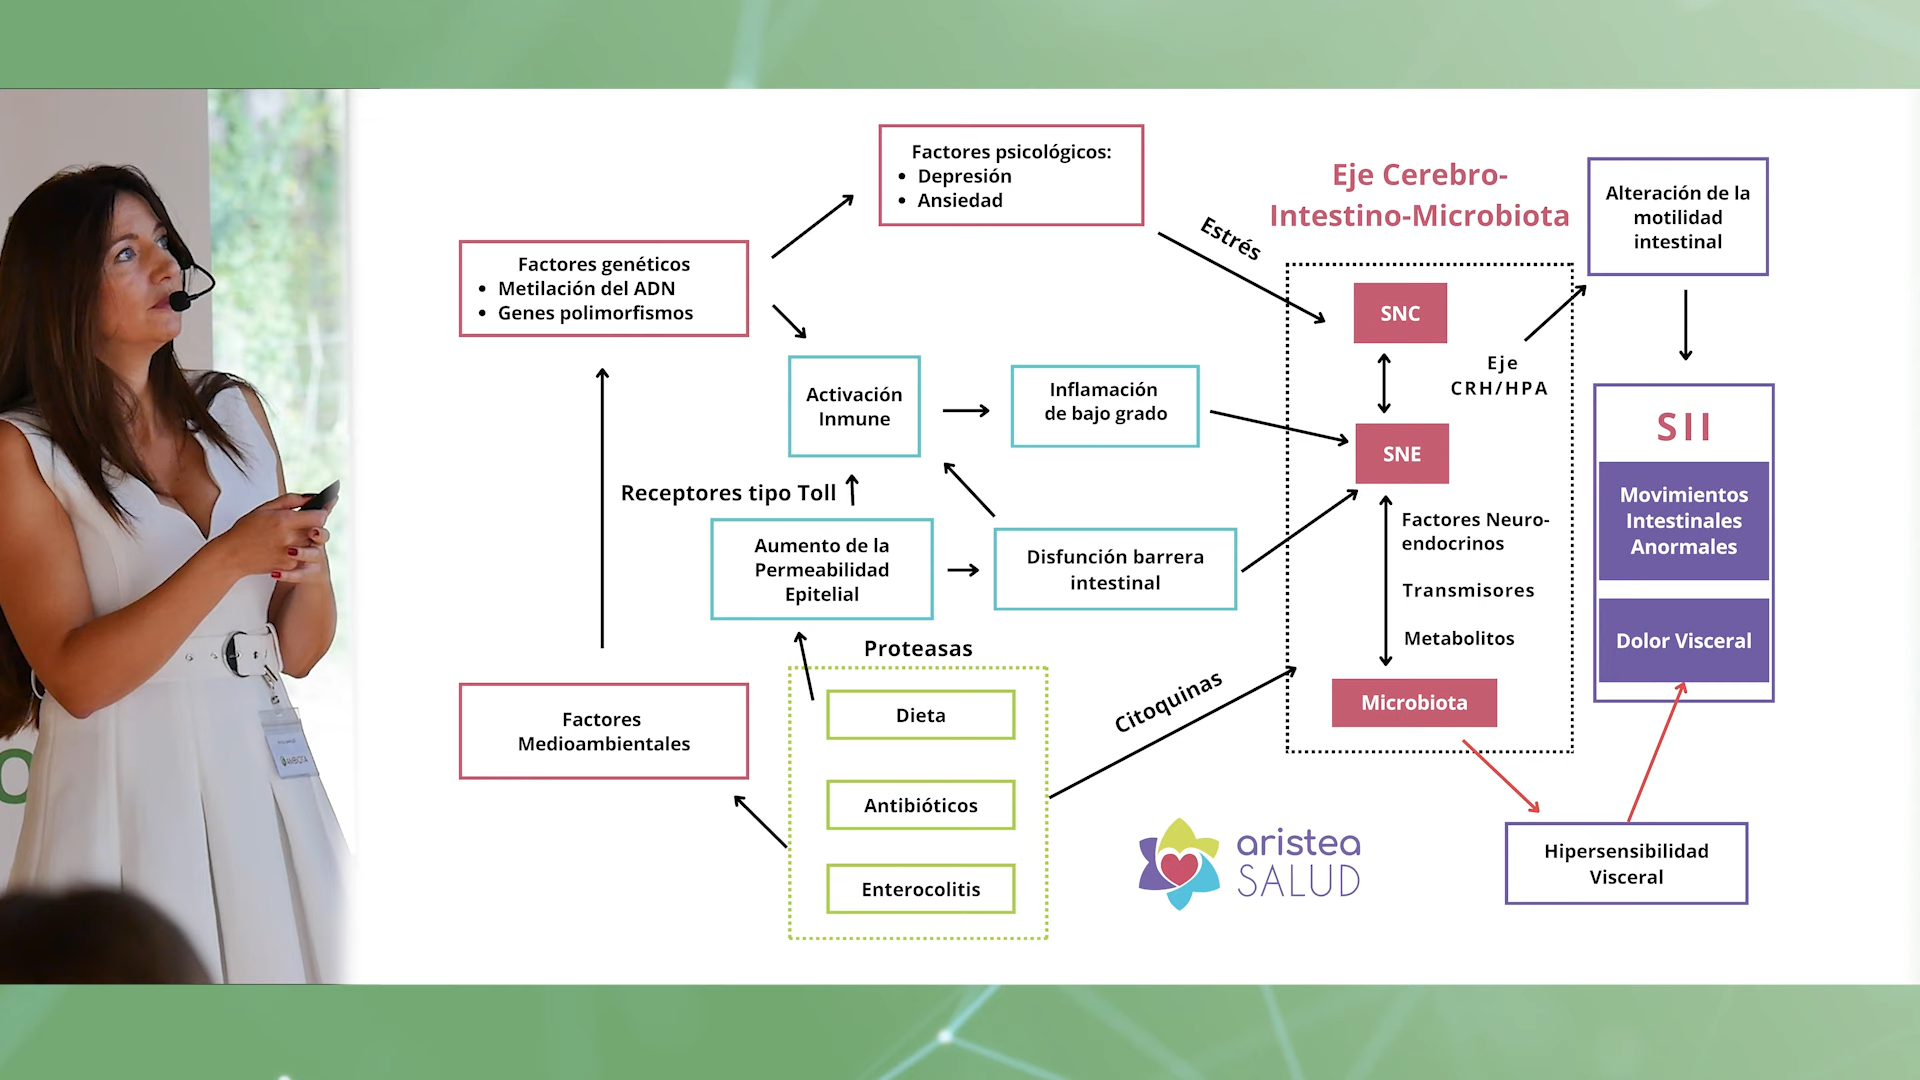 Factores psicológicos:
• Depresión
• Ansiedad
Eje Cerebro-
Intestino-Microbiota
Alteración de la
motilidad
intestinal
Estrés
Factores genéticos
• Metilación del ADN
• Genes polimorfismos
SNC
Eje
CRH/HPA
Activación
Inmune
Inflamación
de bajo grado
SII
SNE
Receptores tipo Toll
Movimientos
Intestinales
Anormales
Factores Neuro-
endocrinos
Transmisores
Metabolitos
Aumento de la
Permeabilidad
Epitelial
Disfunción barrera
intestinal
Dolor Visceral
Proteasas
Citoquinas
Microbiota
Factores
Medioambientales
Dieta
Antibióticos
Enterocolitis
aristea
SALUD
Hipersensibilidad
Visceral